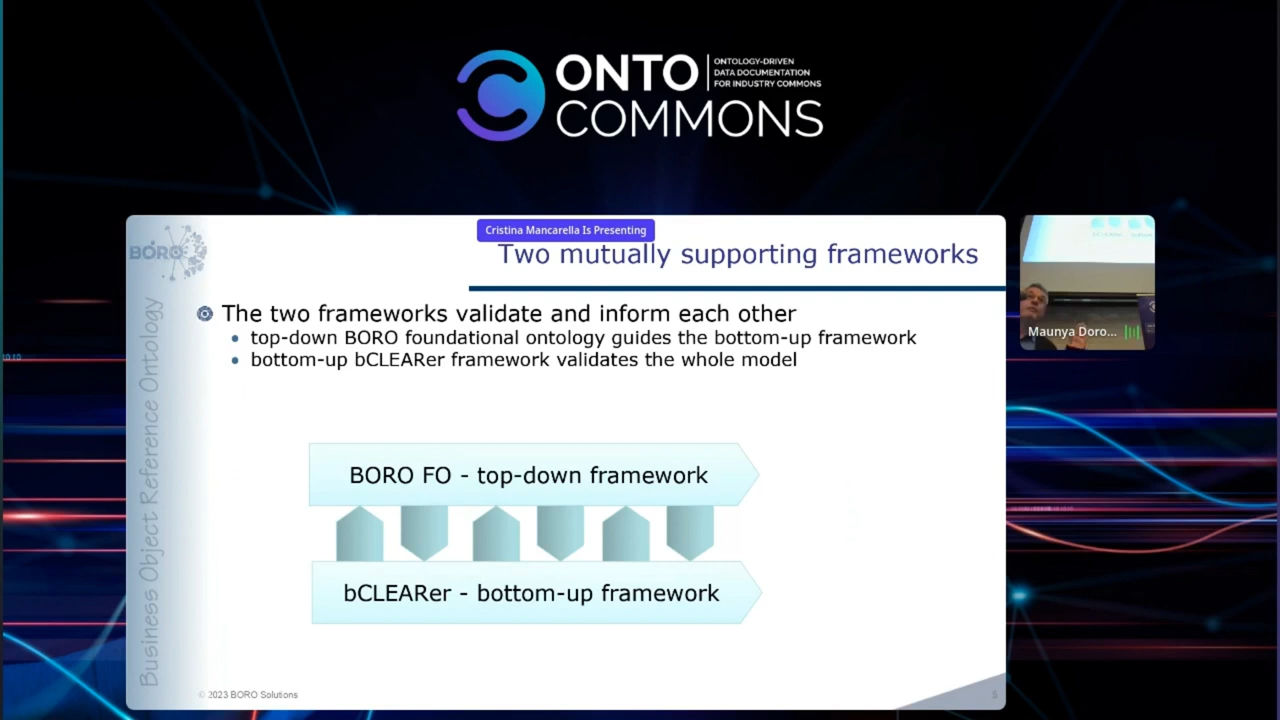 ONTO
COMMONS
ONTOLOGY-DRIVEN
DATA DOCUMENTATION
FOR INDUSTRY COMMONS
Cristina Mancarella Is Presenting
BORO
Two mutually supporting frameworks
The two frameworks validate and inform each other
top-down BORO foundational ontology guides the bottom-up framework
bottom-up bCLEARer framework validates the whole model
Maunya Doro...
Business Object Reference Ontology
BORO FO - top-down framework
bCLEARer - bottom-up framework
© 2023 BORO Solutions
5